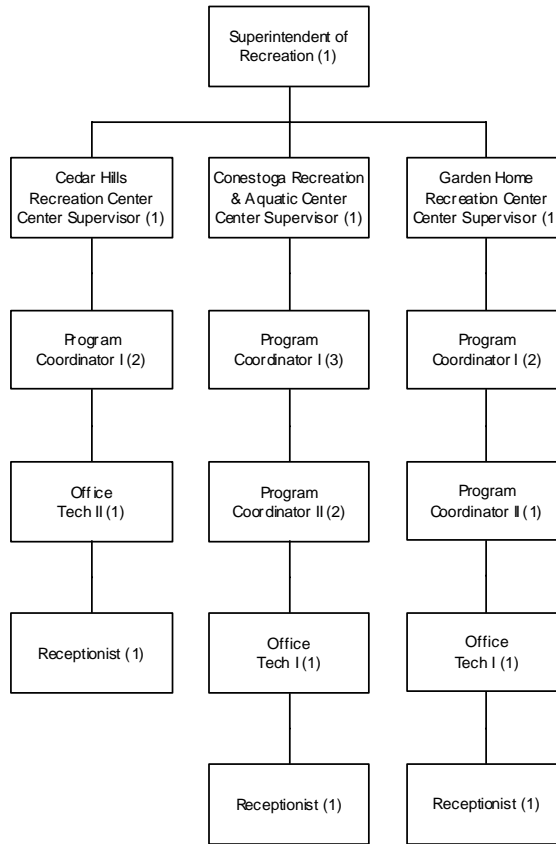 Superintendent of
Recreation (1)
Cedar Hills
Recreation Center
Center Supervisor (1)
Conestoga Recreation
& Aquatic Center
Center Supervisor (1)
Garden Home
Recreation Center
Center Supervisor (1
Program
Coordinator I (2)
Program
Coordinator I (3)
Program
Coordinator I (2)
Office
Tech II (1)
Program
Coordinator II (2)
Program
Coordinator II (1)
Receptionist (1)
Office
Tech I (1)
Office
Tech I (1)
Receptionist (1)
Receptionist (1)